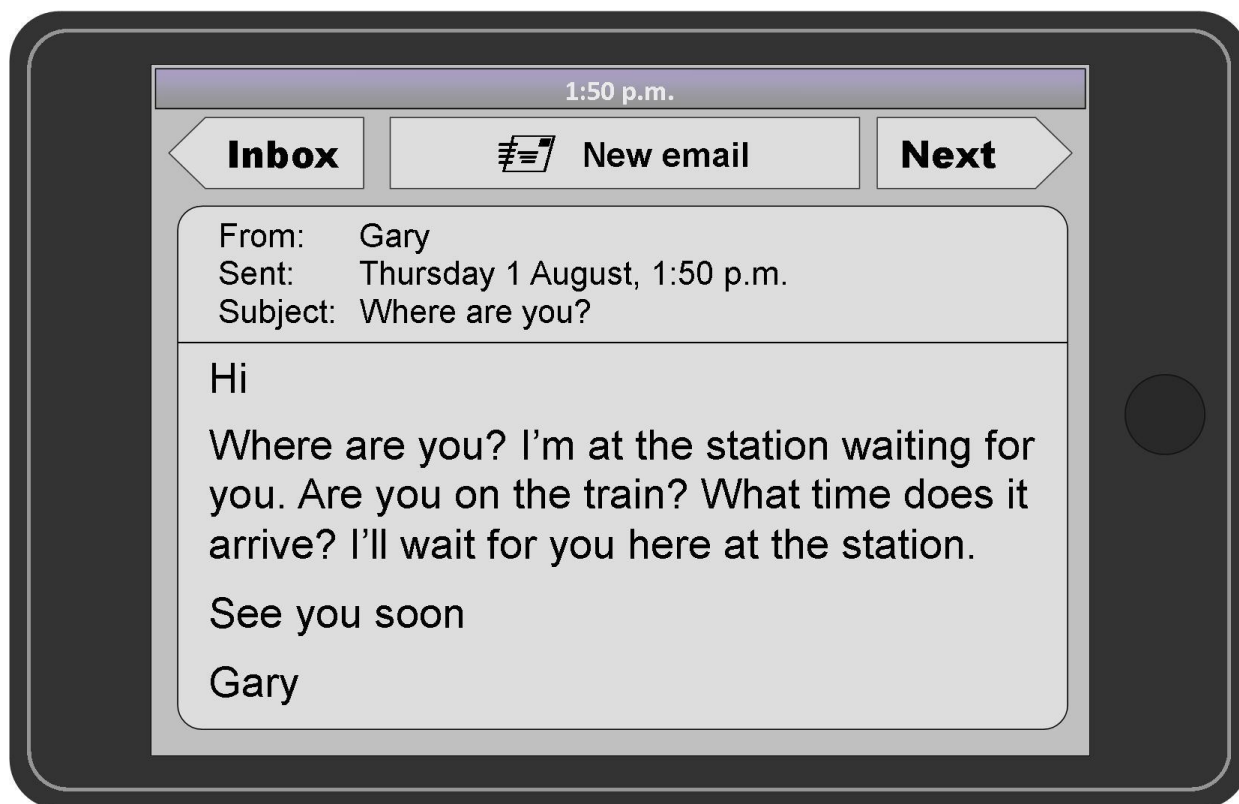 1:50 p.m.
Inbox
New email
Next
From: Gary
Sent: Thursday 1 August, 1:50 p.m.
Subject: Where are you?
Hi
Where are you? I’m at the station waiting for
you. Are you on the train? What time does it
arrive? I’ll wait for you here at the station.
See you soon
Gary